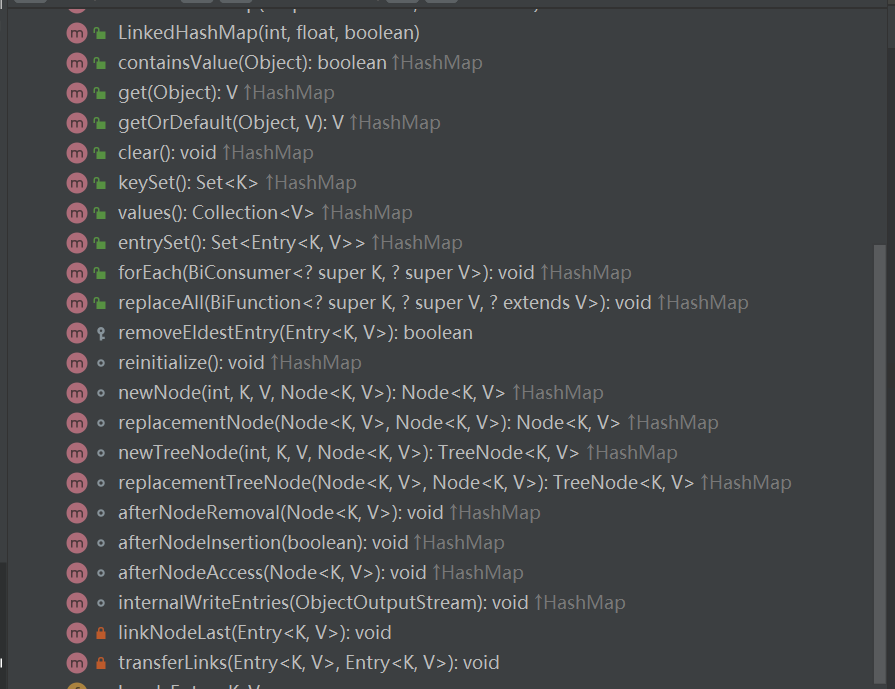 LinkedHashMap(int, float, boolean)
containsValue(Object): boolean ↑HashMap
get(Object): V ↑HashMap
getOrDefault(Object, V): V ↑HashMap
clear(): void ↑HashMap
keySet(): Set<K> ↑HashMap
values(): Collection<V> ↑HashMap
entrySet(): Set<Entry<K, V>> ↑HashMap
forEach(BiConsumer<? super K, ? super V>): void ↑HashMap
replaceAll(BiFunction<? super K, ? super V, ? extends V>): void ↑HashMap
removeEldestEntry(Entry<K, V>): boolean
reinitialize(): void ↑HashMap
newNode(int, K, V, Node<K, V>): Node<K, V> ↑HashMap
replacementNode(Node<K, V>, Node<K, V>): Node<K, V> ↑HashMap
newTreeNode(int, K, V, Node<K, V>): TreeNode<K, V> ↑HashMap
replacementTreeNode(Node<K, V>, Node<K, V>): TreeNode<K, V> ↑HashMap
afterNodeRemoval(Node<K, V>): void ↑HashMap
afterNodeInsertion(boolean): void ↑HashMap
afterNodeAccess(Node<K, V>): void ↑HashMap
internalWriteEntries(ObjectOutputStream): void ↑HashMap
linkNodeLast(Entry<K, V>): void
transferLinks(Entry<K, V>, Entry<K, V>): void